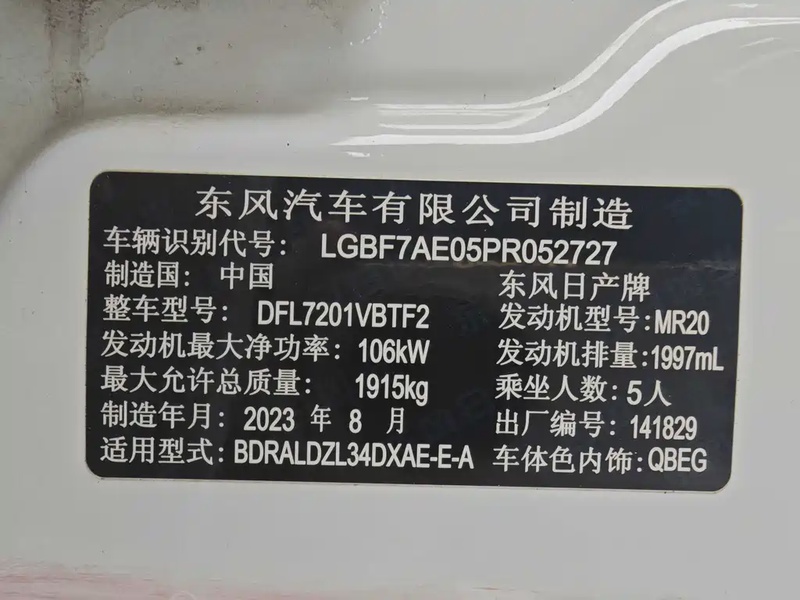 东风汽车有限公司制造
车辆识别代号: LGBF7AE05PR052727
制造国: 中国 东风日产牌
整车型号: DFL7201VBTF2 发动机型号:MR20
发动机最大净功率: 106kW 发动机排量:1997mL
最大允许总质量: 1915kg 乘坐人数:5人
制造年月: 2023 年 8 月 出厂编号: 141829
适用型式: BDRALDZL34DXAE-E-A 车体色内饰:QBEG